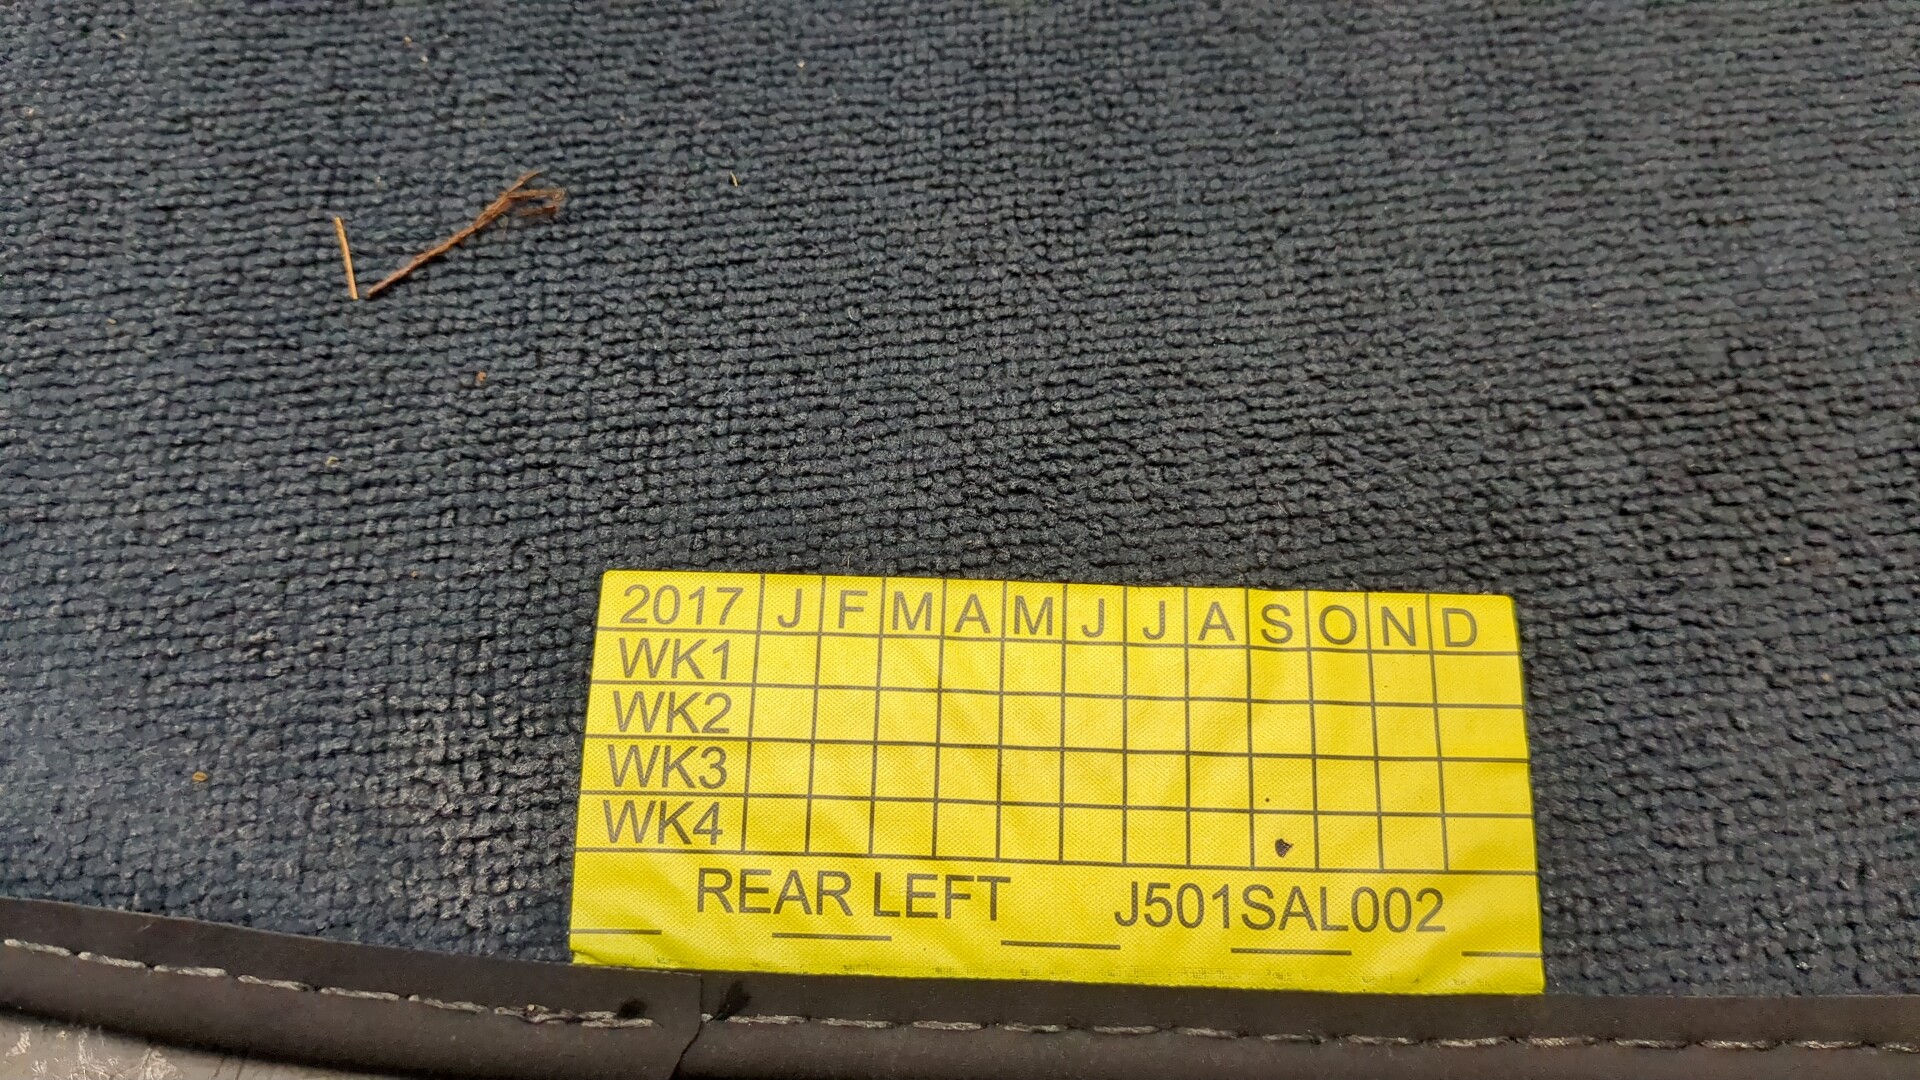 2017 J F M A M J J A S O N D
WK1
WK2
WK3
WK4
REAR LEFT J501SAL002